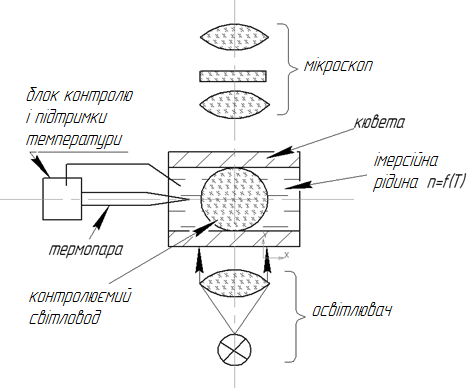 мікроскоп
блок контролю
і підтримки
температури
кювета
імерсійна
рідина n=f(T)
термопара
Y
X
контролюємий
світловод
освітлювач